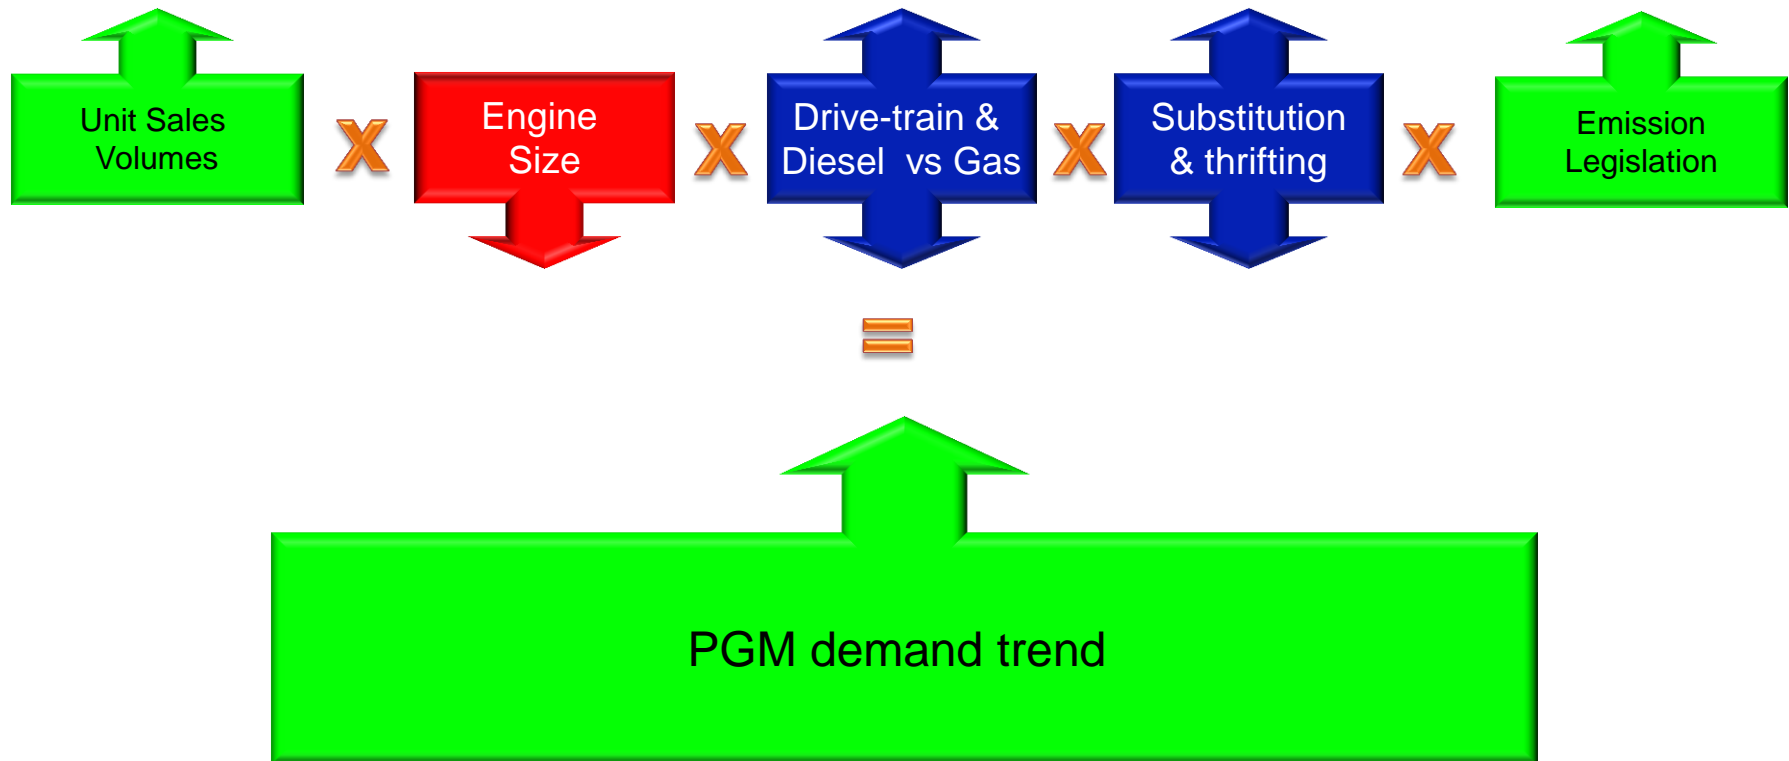 Unit Sales
Volumes
X
Engine
Size
X
Drive-train &
Diesel vs Gas
X
Substitution
& thrifting
X
Emission
Legislation
=
PGM demand trend